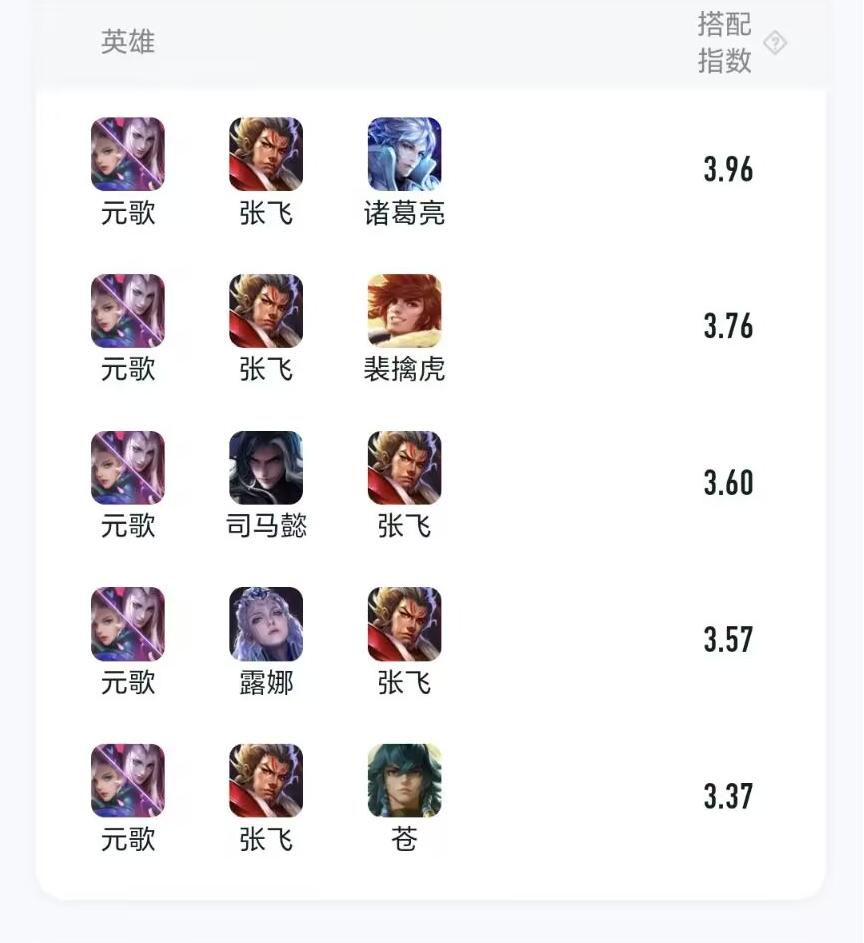 英雄
搭配
指数
元歌 张飞 诸葛亮 3.96
元歌 张飞 裴擒虎 3.76
元歌 司马懿 张飞 3.60
元歌 露娜 张飞 3.57
元歌 张飞 苍 3.37